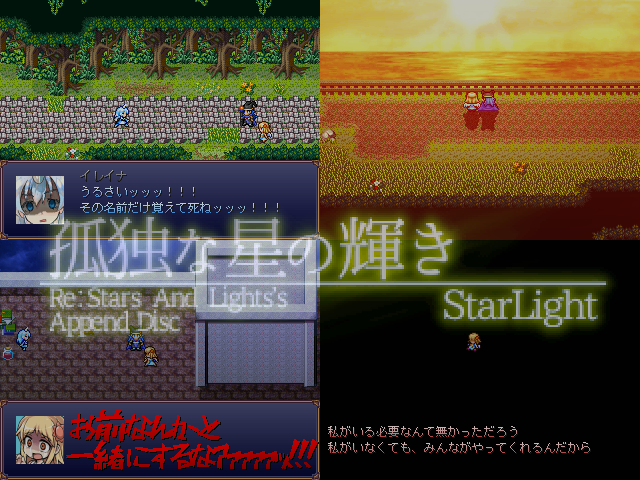 イレイナ
うるさいッッッ！！！
その名前だけ覚えて死ねッッッ！！！
孤独な星の輝き
Re:Stars And Lights's
Append Disc
StarLight
お前なんかと
一緒にするなァァァァァッ!!!
私がいる必要なんて無かっただろう
私がいなくても、みんながやってくれるんだから